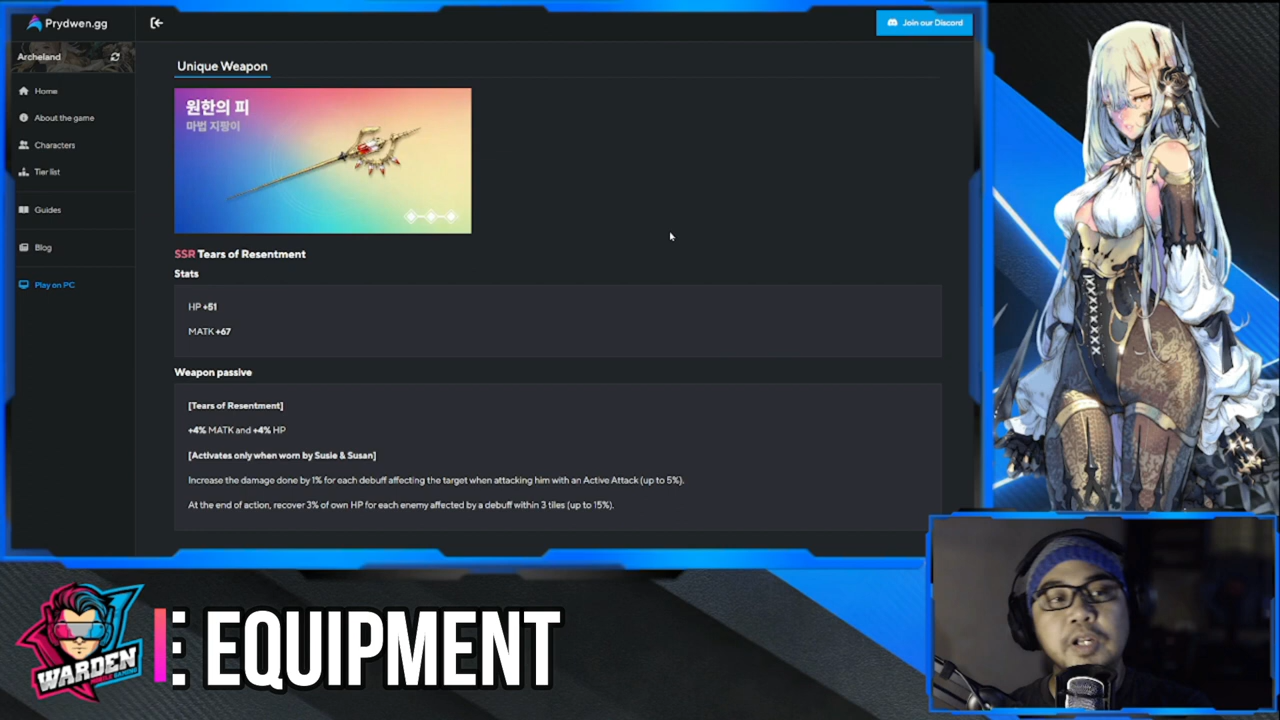 Prydwen.gg
Join our Discord
Archeland
Home
About the game
Characters
Tier list
Guides
Blog
Play on PC
Unique Weapon
원한의 피
마법 지팡이
SSR Tears of Resentment
Stats
HP +51
MATK +67
Weapon passive
[Tears of Resentment]
+4% MATK and +4% HP
[Activates only when worn by Susie & Susan]
Increase the damage done by 1% for each debuff affecting the target when attacking him with an Active Attack (up to 5%).
At the end of action, recover 3% of own HP for each enemy affected by a debuff within 3 tiles (up to 15%).
WARDEN
MOBILE GAMING
: EQUIPMENT